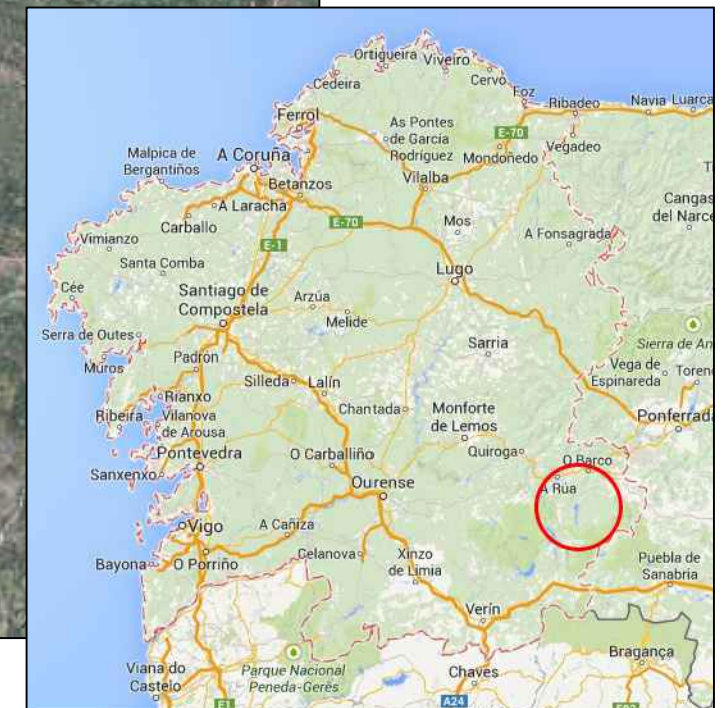 Ortigueira
Viveiro
Cedeira
Cervo
Foz
Ribadeo
Navia
Luarca
Ferrol
As Pontes
de García
Rodríguez
E-70
Mondoñedo
Vegadeo
Malpica de
Bergantiños
A Coruña
Betanzos
Vilalba
A Laracha
Carballo
E-70
Mos
Cangas
del Narce
Vimianzo
E-1
A Fonsagrada
Santa Comba
Lugo
Cée
Santiago de
Compostela
Arzúa
Melide
Serra de Outes
Sarria
Sierra de An
Muros
Padrón
Vega de
Espinareda
Toren
Silleda
Lalín
Rianxo
Chantada
Monforte
de Lemos
Ponferrada
Ribeira
Vilanova
de Arousa
Pontevedra
O Carballiño
Quiroga
O Barco
Sanxenxo
A Rúa
Ourense
Vigo
A Cañiza
Celanova
Xinzo
de Limia
Bayona
O Porriño
Puebla de
Sanabria
Verín
Bragança
Viana do
Castelo
Parque Nacional
Peneda-Gerês
Chaves
E1
A24